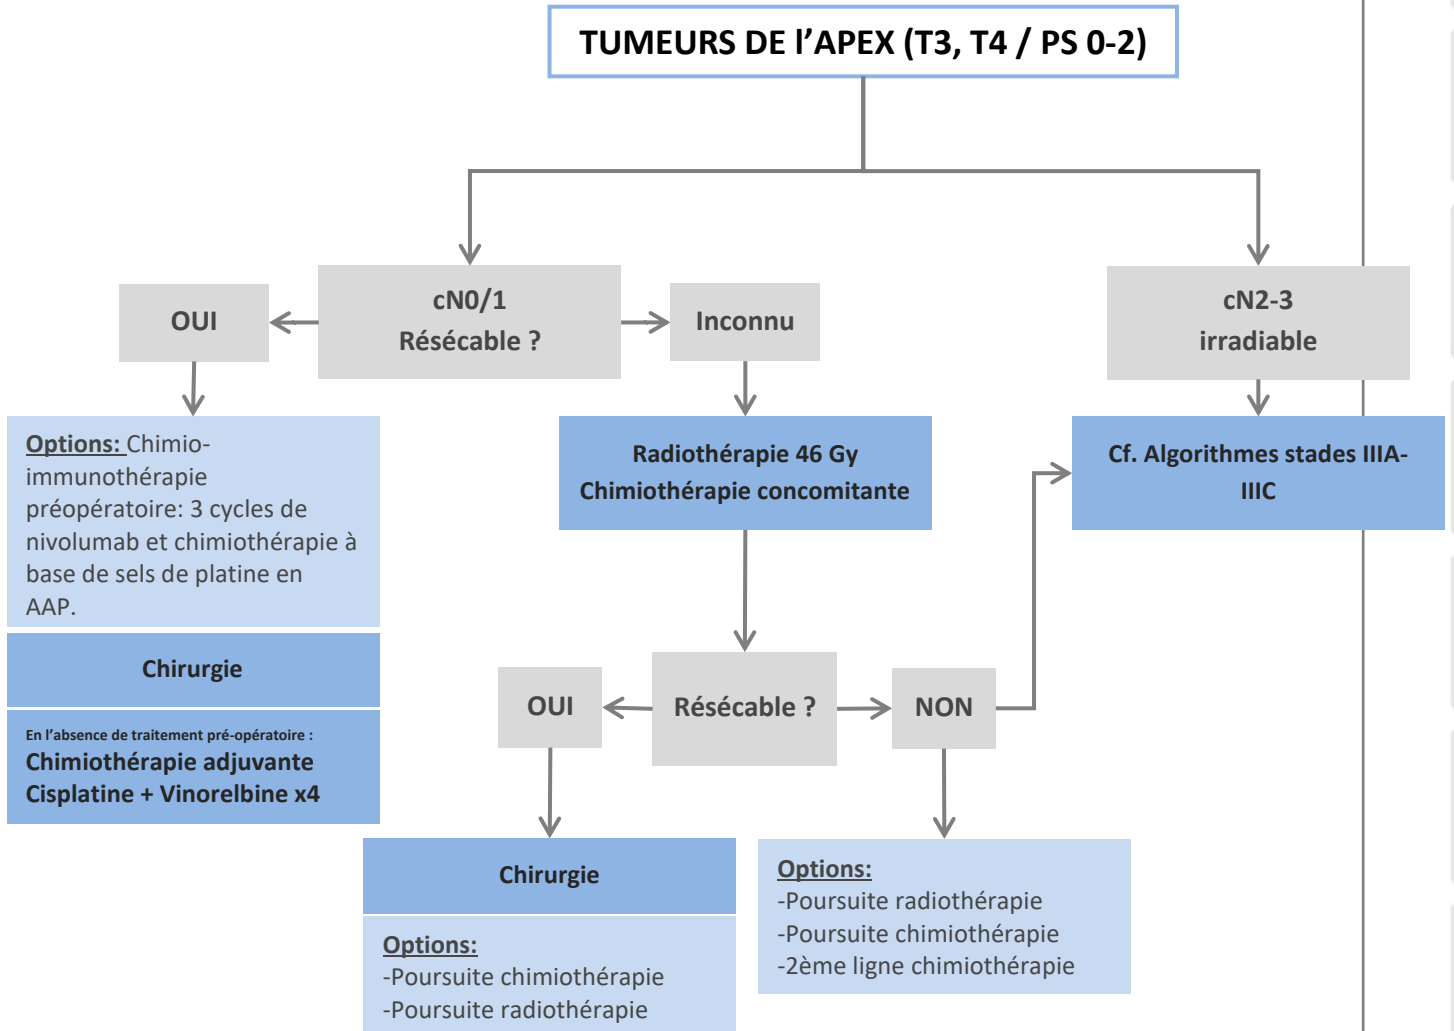 TUMEURS DE l’APEX (T3, T4 / PS 0-2)
OUI
cN0/1
Résécable ?
Inconnu
cN2-3
irradiable
Options: Chimio-
immunothérapie
préopératoire: 3 cycles de
nivolumab et chimiothérapie à
base de sels de platine en
AAP.
Chirurgie
En l’absence de traitement pré-opératoire :
Chimiothérapie adjuvante
Cisplatine + Vinorelbine x4
Radiothérapie 46 Gy
Chimiothérapie concomitante
Cf. Algorithmes stades IIIA-
IIIC
OUI
Résécable ?
NON
Chirurgie
Options:
-Poursuite chimiothérapie
-Poursuite radiothérapie
Options:
-Poursuite radiothérapie
-Poursuite chimiothérapie
-2ème ligne chimiothérapie